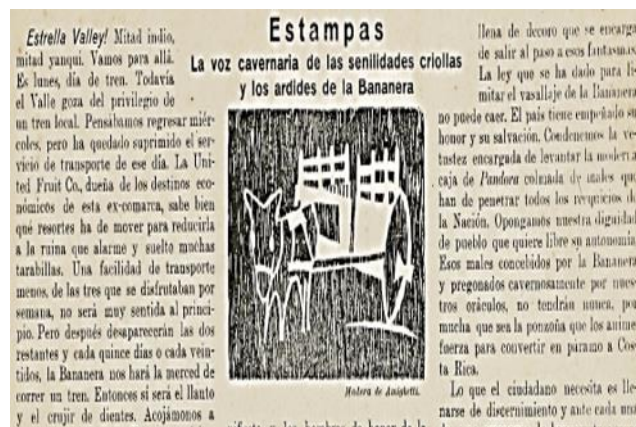 Estrella Valley! Mitad indio,
mitad yanqui. Vamos para allá.
Es lunes, día de tren. Todavía
el Valle goza del privilegio de
un tren local. Pensábamos regresar miér-
coles, pero ha quedado suprimido el ser-
vicio de transporte de ese día. La Uni-
ted Fruit Co., dueña de los destinos eco-
nómicos de esta ex-comarca, sabe bien
qué resortes ha de mover para reducirla
a la ruina que alarme y suelto muchas
tarabillas. Una facilidad de transporte
menos, de las tres que se disfrutaban por
semana, no será muy sentida al princi-
pio. Pero después desaparecerán las dos
restantes y cada quince días o cada vein-
tidós, la Bananera nos hará la merced de
correr un tren. Entonces sí será el llanto
y el crujir de dientes. Acojámonos a
Estampas
La voz cavernaria de las senilidades criollas
y los ardides de la Bananera
Madera de Amighetti.
llena de decoro que se encarga
de salir al paso a esos fantasmas.
La ley que se ha dado para li-
mitar el vasallaje de la Bananera
no puede caer. El país tiene empeñado su
honor y su salvación. Condenemos la ve-
tustez encargada de levantar la moderna
caja de Pandora colmada de males que
han de penetrar todos los requicios de
la Nación. Opongamos nuestra dignidad
de pueblo que quiere libre su autonomía.
Esos males concebidos por la Bananera
y pregonados cavernosamente por nues-
tros oráculos, no tendrán nunca, por
mucha que sea la ponzoña que los anime
fuerza para convertir en páramo a Cos-
ta Rica.
Lo que el ciudadano necesita es lle-
narse de discernimiento y ante cada una